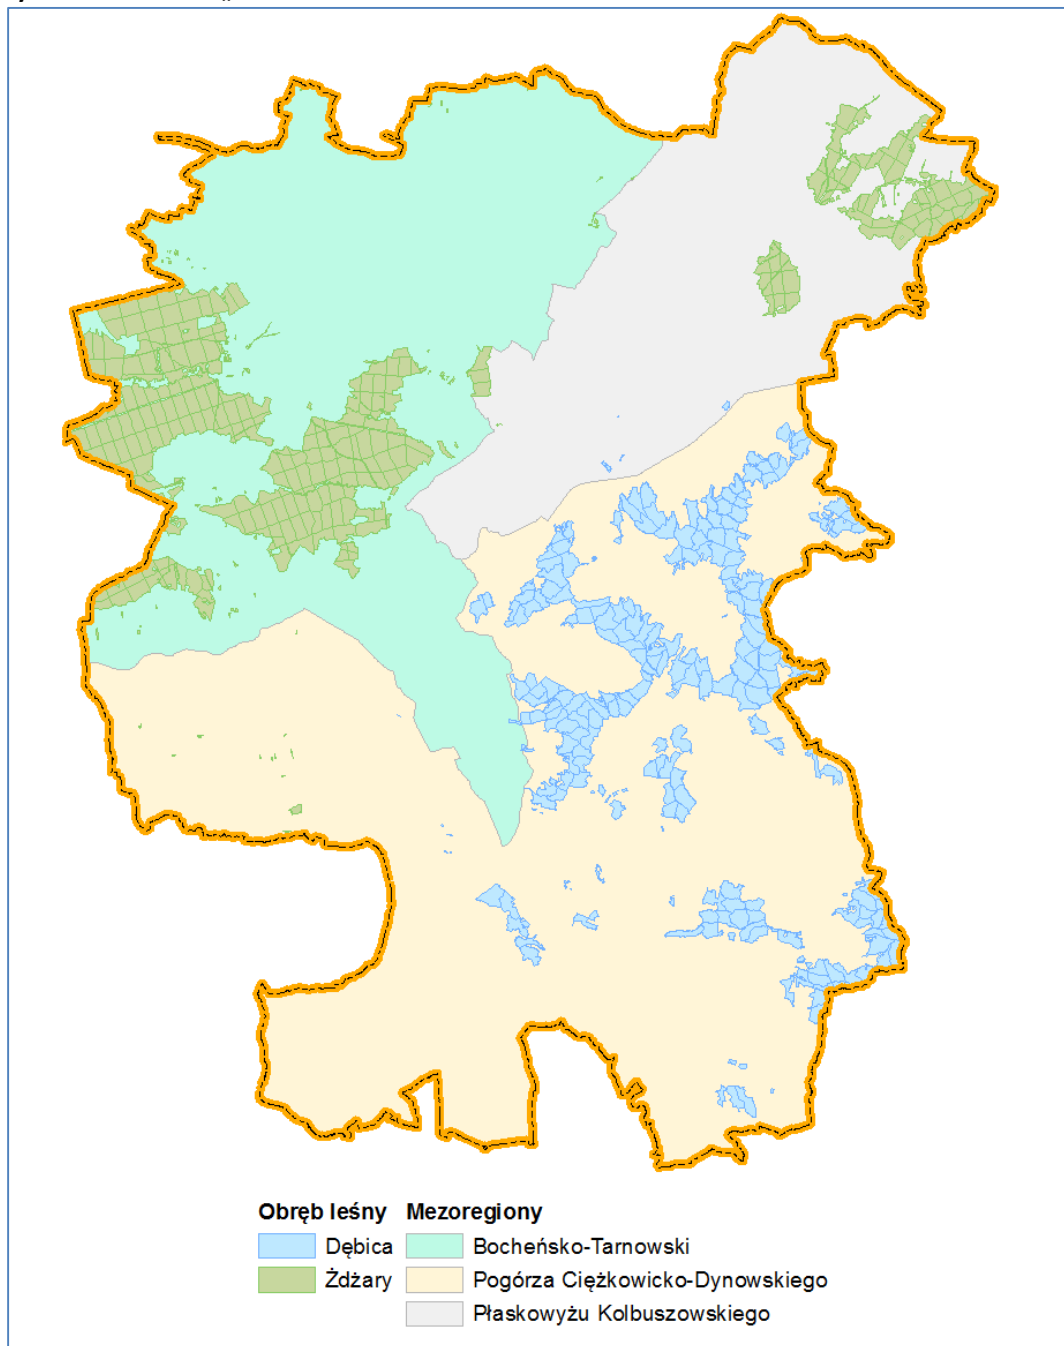 Obręb leśny Mezoregiony
Dębica Bocheńsko-Tarnowski
Żdżary Pogórza Ciężkowicko-Dynowskiego
Płaskowyżu Kolbuszowskiego